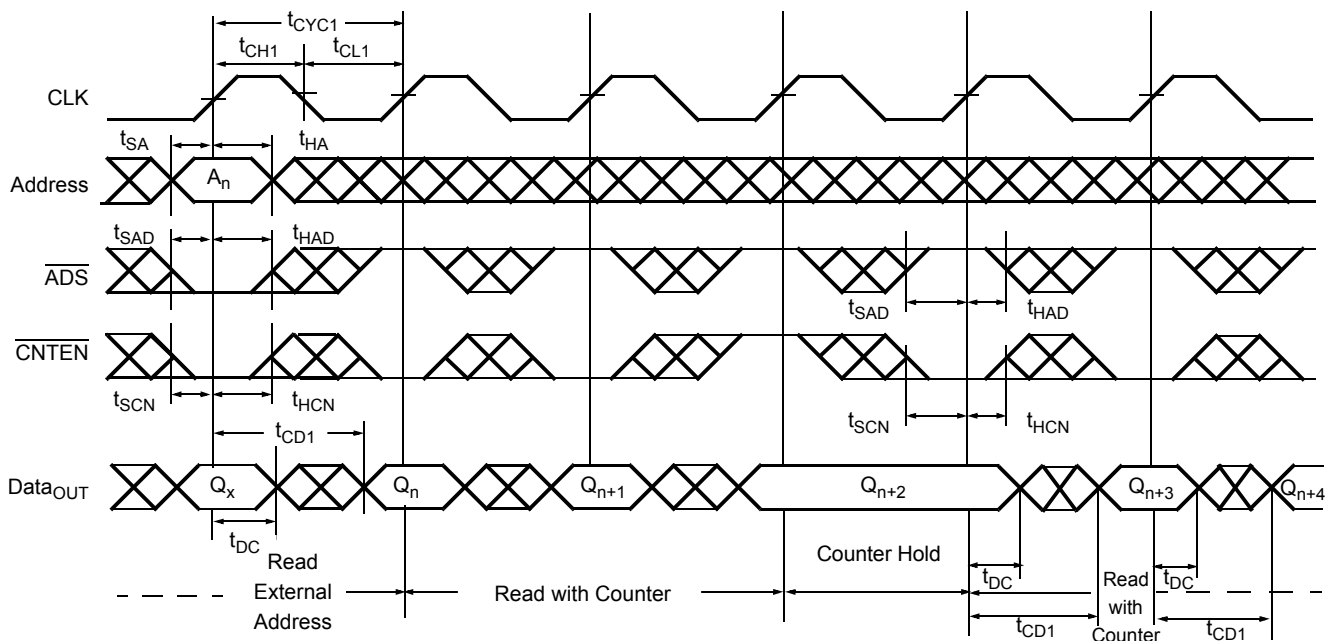 tCYC1
tCH1
tCL1
CLK
tSA
tHA
Address
An
tSAD
tHAD
ADS
tSAD
tHAD
CNTEN
tSCN
tHCN
tSCN
tHCN
tCD1
DataOUT
Qx
Qn
Qn+1
Qn+2
Qn+3
Qn+4
tDC
Read
External
Address
Read with Counter
Counter Hold
tDC
tCD1
Read
with
Counter
tDC
tCD1